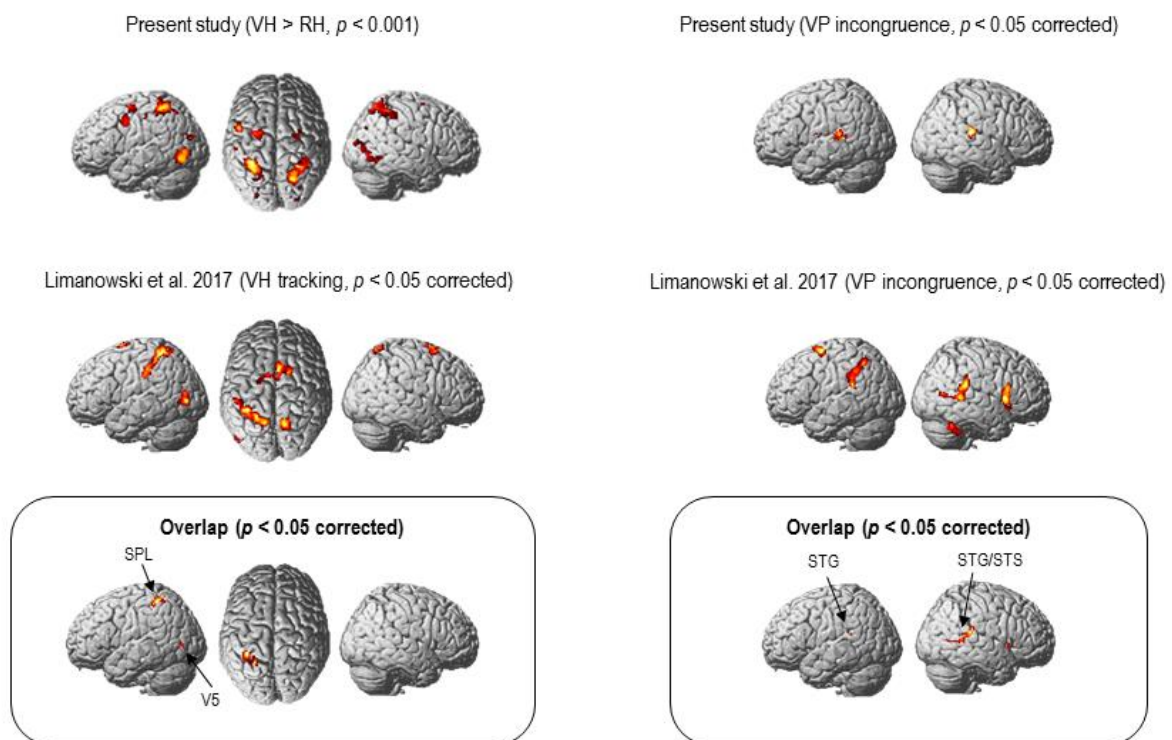 Present study (VH > RH, p < 0.001)
Present study (VP incongruence, p < 0.05 corrected)
Limanowski et al. 2017 (VH tracking, p < 0.05 corrected)
Limanowski et al. 2017 (VP incongruence, p < 0.05 corrected)
Overlap (p < 0.05 corrected)
SPL
V5
Overlap (p < 0.05 corrected)
STG
STG/STS